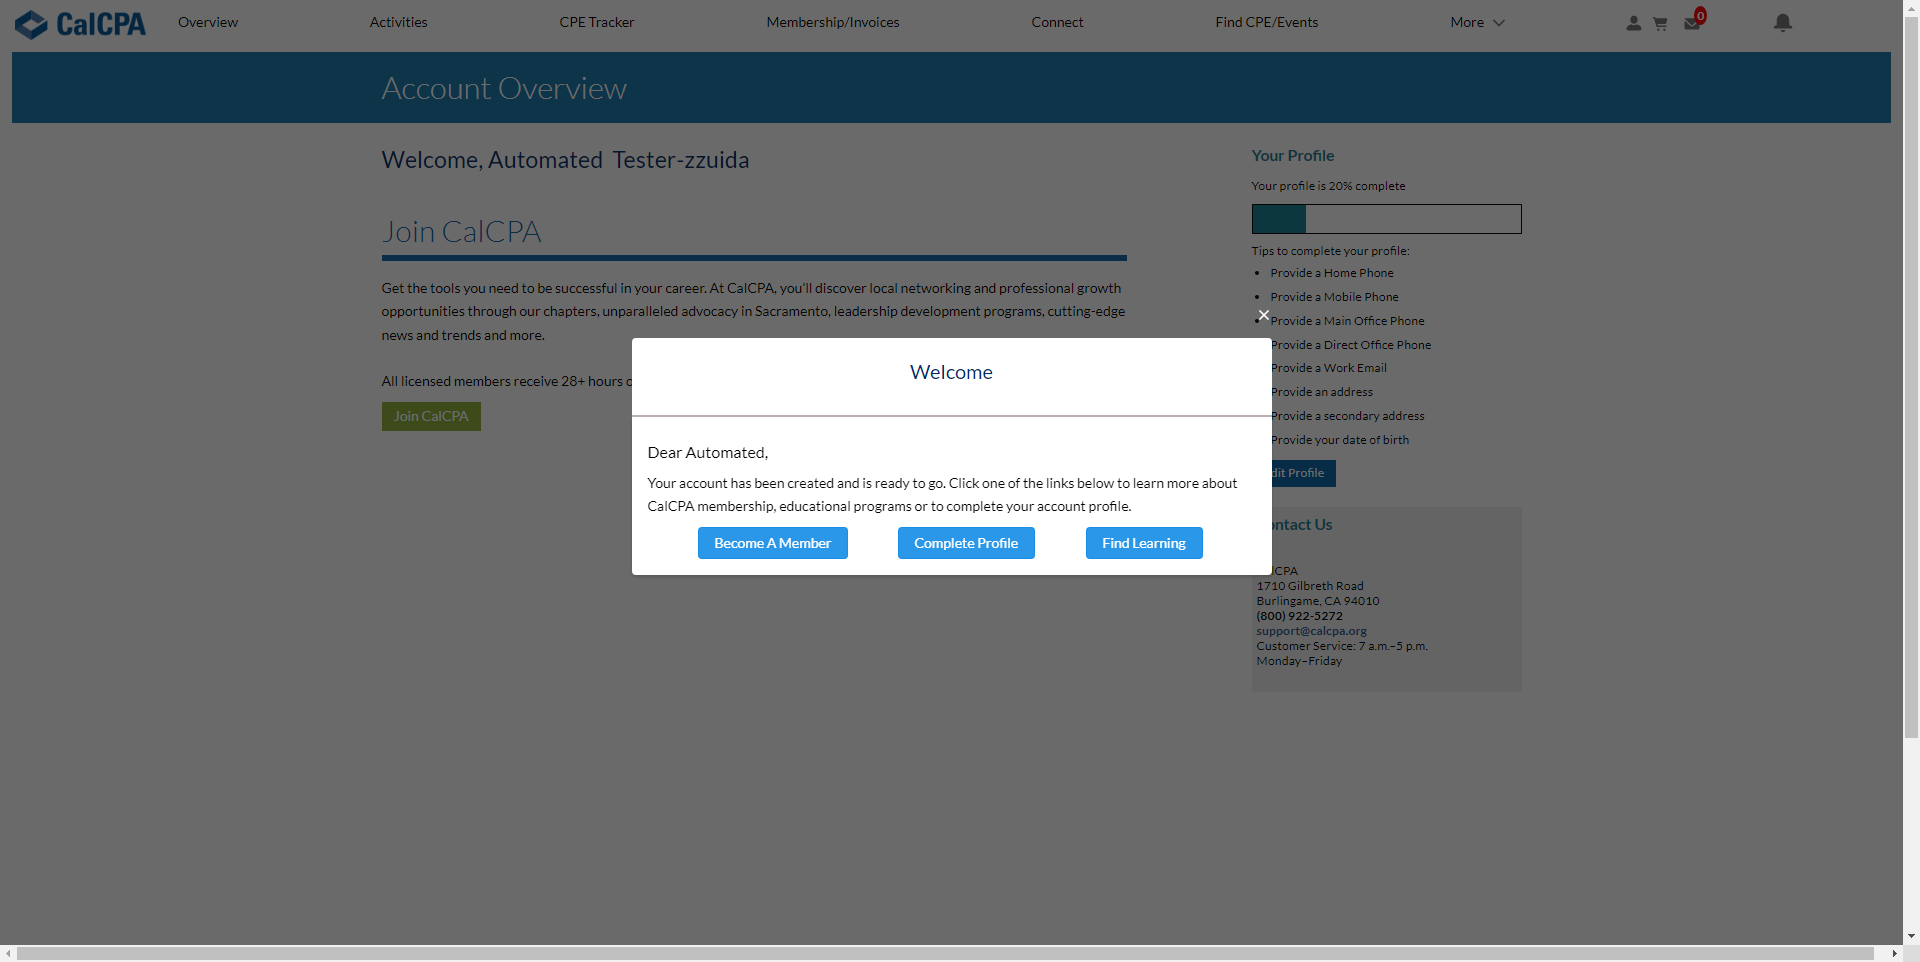 CalCPA
Overview
Activities
CPE Tracker
Membership/Invoices
Connect
Find CPE/Events
More
0
Account Overview
Welcome, Automated Tester-zzuida
Join CalCPA
Get the tools you need to be successful in your career. At CalCPA, you'll discover local networking and professional growth
opportunities through our chapters, unparalleled advocacy in Sacramento, leadership development programs, cutting-edge
news and trends and more.
All licensed members receive 28+ hours
Join CalCPA
Your Profile
Your profile is 20% complete
Tips to complete your profile:
Provide a Home Phone
Provide a Mobile Phone
Provide a Main Office Phone
Provide a Direct Office Phone
Provide a Work Email
Provide an address
Provide a secondary address
Provide your date of birth
dit Profile
ontact Us
CPA
1710 Gilbreth Road
Burlingame, CA 94010
(800) 922-5272
support@calcpa.org
Customer Service: 7 a.m.–5 p.m.
Monday–Friday
Welcome
Dear Automated,
Your account has been created and is ready to go. Click one of the links below to learn more about
CalCPA membership, educational programs or to complete your account profile.
Become A Member
Complete Profile
Find Learning